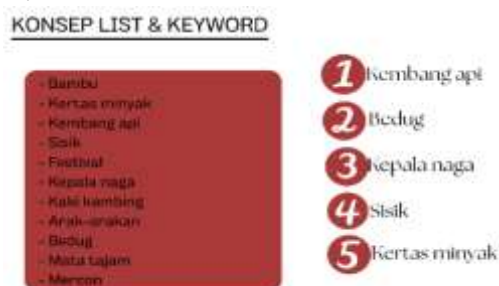 KONSEP LIST & KEYWORD
- Bambu
- Kertas minyak
- Kembang api
- Sisik
- Festival
- Kepala naga
- Kaki kambing
- Arak-arakan
- Bedug
- Mata tajam
- Mercon
1 Kembang api
2 Bedug
3 Kepala naga
4 Sisik
5 Kertas minyak